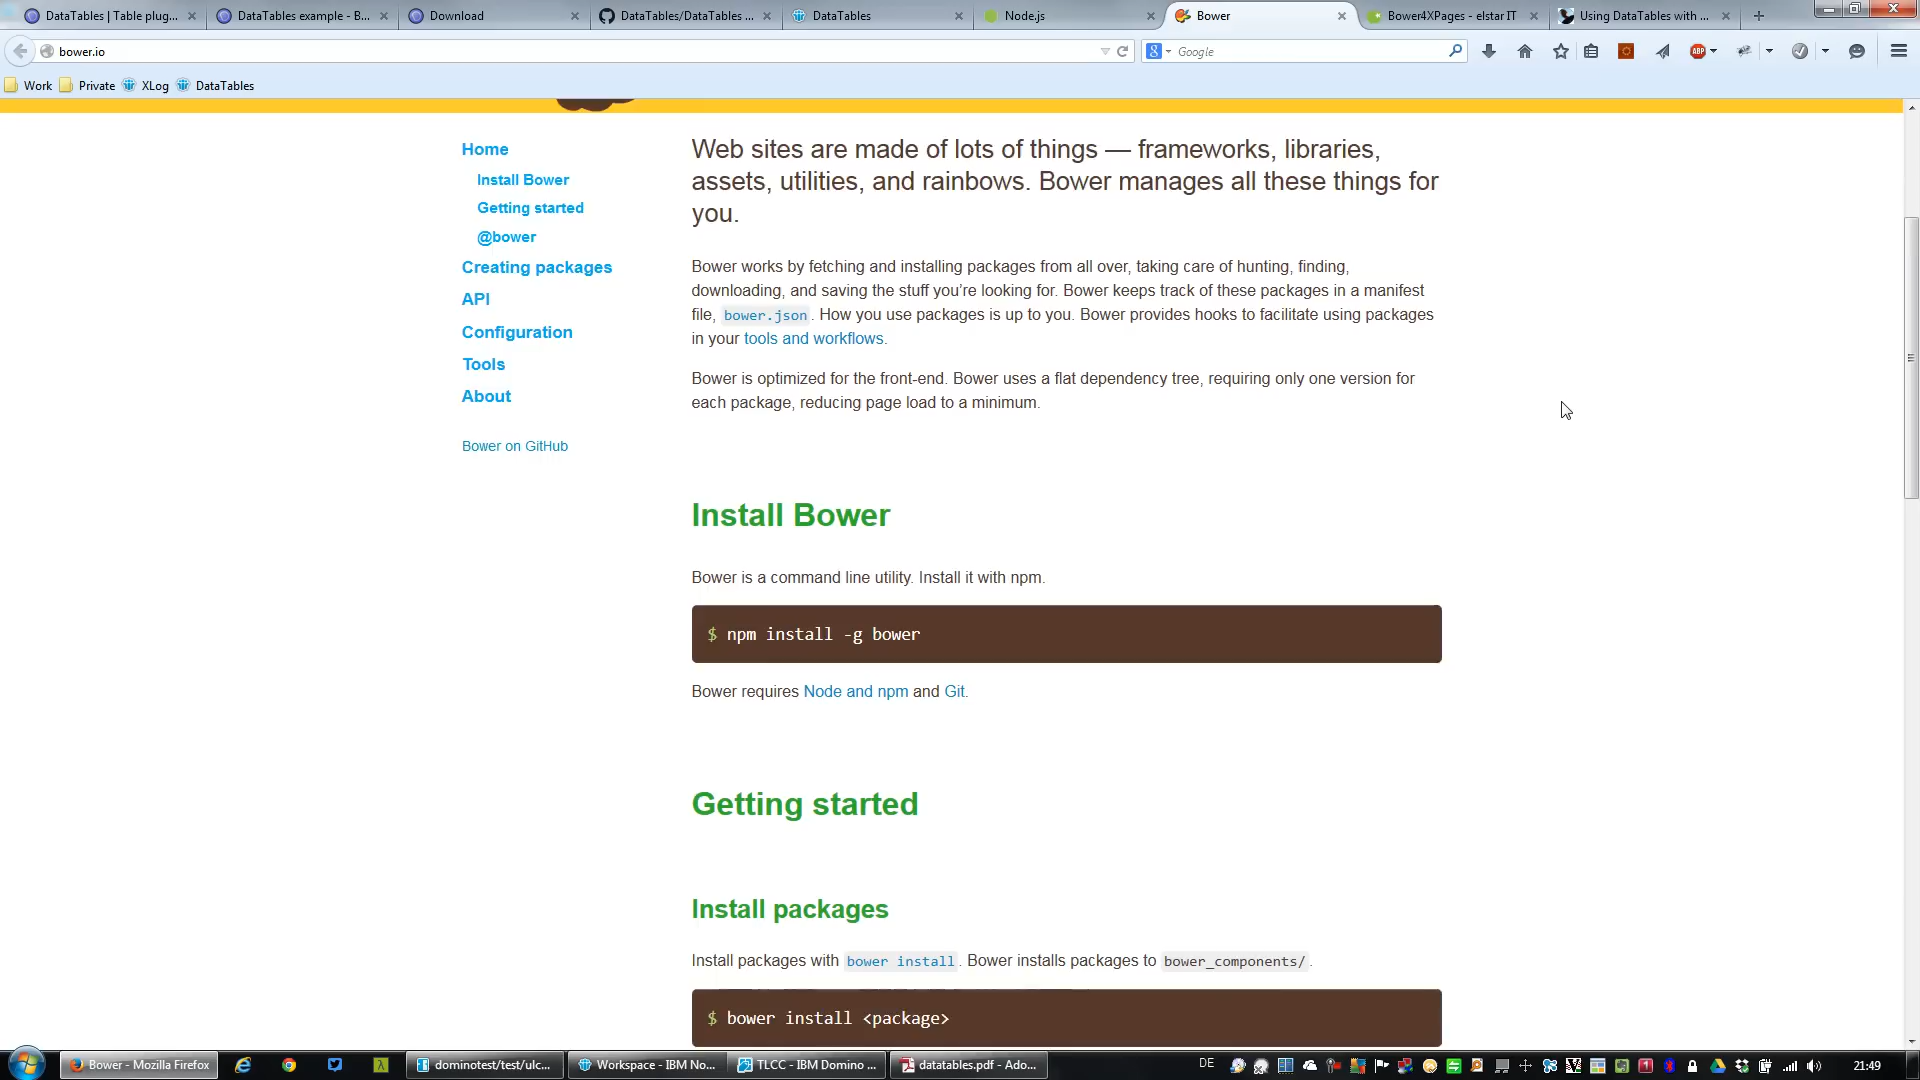 DataTables | Table plug...
DataTables example - B...
Download
DataTables/DataTables ...
DataTables
Node.js
Bower
Bower4XPages - elstar IT
Using DataTables with ...
bower.io
Google
ABP
Work
Private
XLog
DataTables
Home
Install Bower
Getting started
@bower
Creating packages
API
Configuration
Tools
About
Bower on GitHub
Web sites are made of lots of things — frameworks, libraries,
assets, utilities, and rainbows. Bower manages all these things for
you.
Bower works by fetching and installing packages from all over, taking care of hunting, finding,
downloading, and saving the stuff you’re looking for. Bower keeps track of these packages in a manifest
file, bower.json. How you use packages is up to you. Bower provides hooks to facilitate using packages
in your tools and workflows.
Bower is optimized for the front-end. Bower uses a flat dependency tree, requiring only one version for
each package, reducing page load to a minimum.
Install Bower
Bower is a command line utility. Install it with npm.
$ npm install -g bower
Bower requires Node and npm and Git.
Getting started
Install packages
Install packages with bower install. Bower installs packages to bower_components/.
$ bower install <package>
Bower - Mozilla Firefox
dominotest/test/ulc...
Workspace - IBM No...
TLCC - IBM Domino ...
datatables.pdf - Ado...
DE
21:49